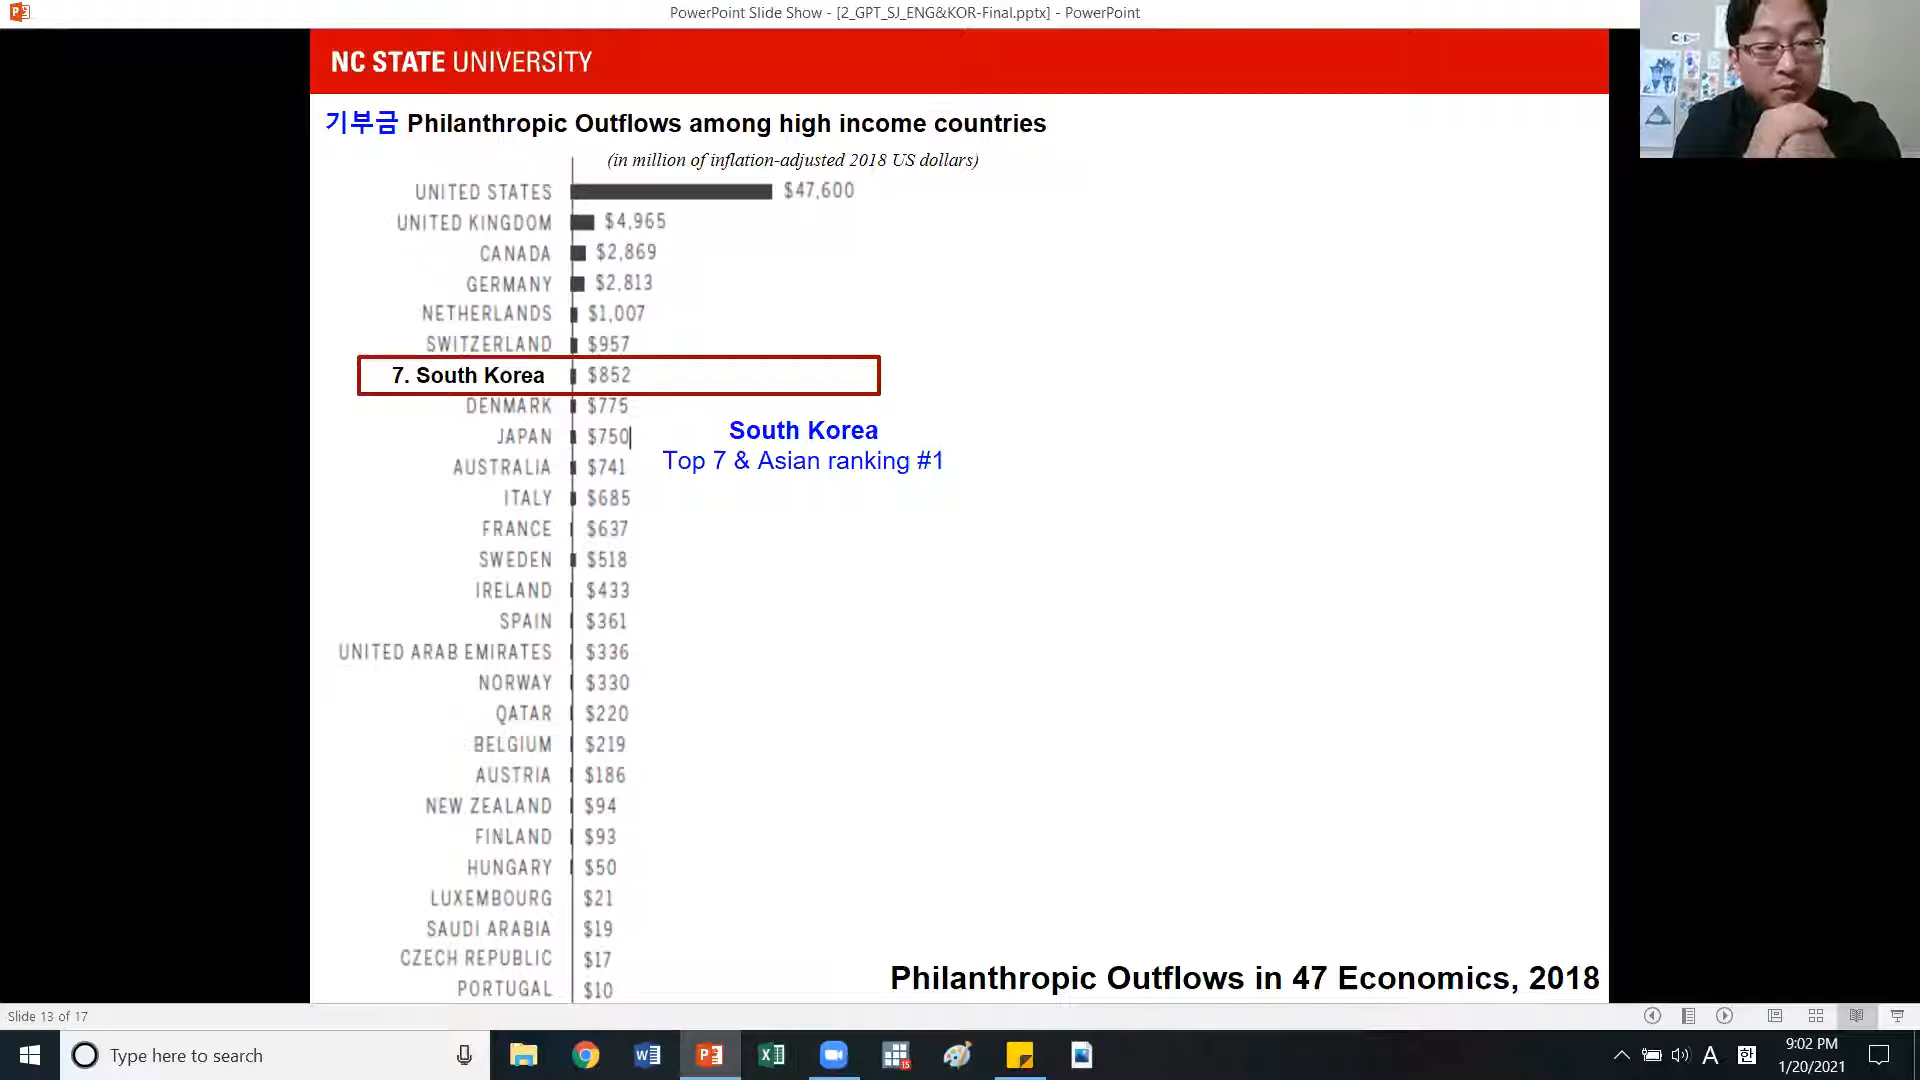 PowerPoint Slide Show - [2_GPT_SJ_ENG&KOR-Final.pptx] - PowerPoint
NC STATE UNIVERSITY
기부금 Philanthropic Outflows among high income countries
(in million of inflation-adjusted 2018 US dollars)
UNITED STATES $47,600
UNITED KINGDOM $4,965
CANADA $2,869
GERMANY $2,813
NETHERLANDS $1,007
SWITZERLAND $957
7. South Korea $852
DENMARK $775
JAPAN $750
South Korea
Top 7 & Asian ranking #1
AUSTRALIA $741
ITALY $685
FRANCE $637
SWEDEN $518
IRELAND $433
SPAIN $361
UNITED ARAB EMIRATES $336
NORWAY $330
QATAR $220
BELGIUM $219
AUSTRIA $186
NEW ZEALAND $94
FINLAND $93
HUNGARY $50
LUXEMBOURG $21
SAUDI ARABIA $19
CZECH REPUBLIC $17
PORTUGAL $10
Philanthropic Outflows in 47 Economics, 2018
Slide 13 of 17
Type here to search
A 한
9:02 PM
1/20/2021